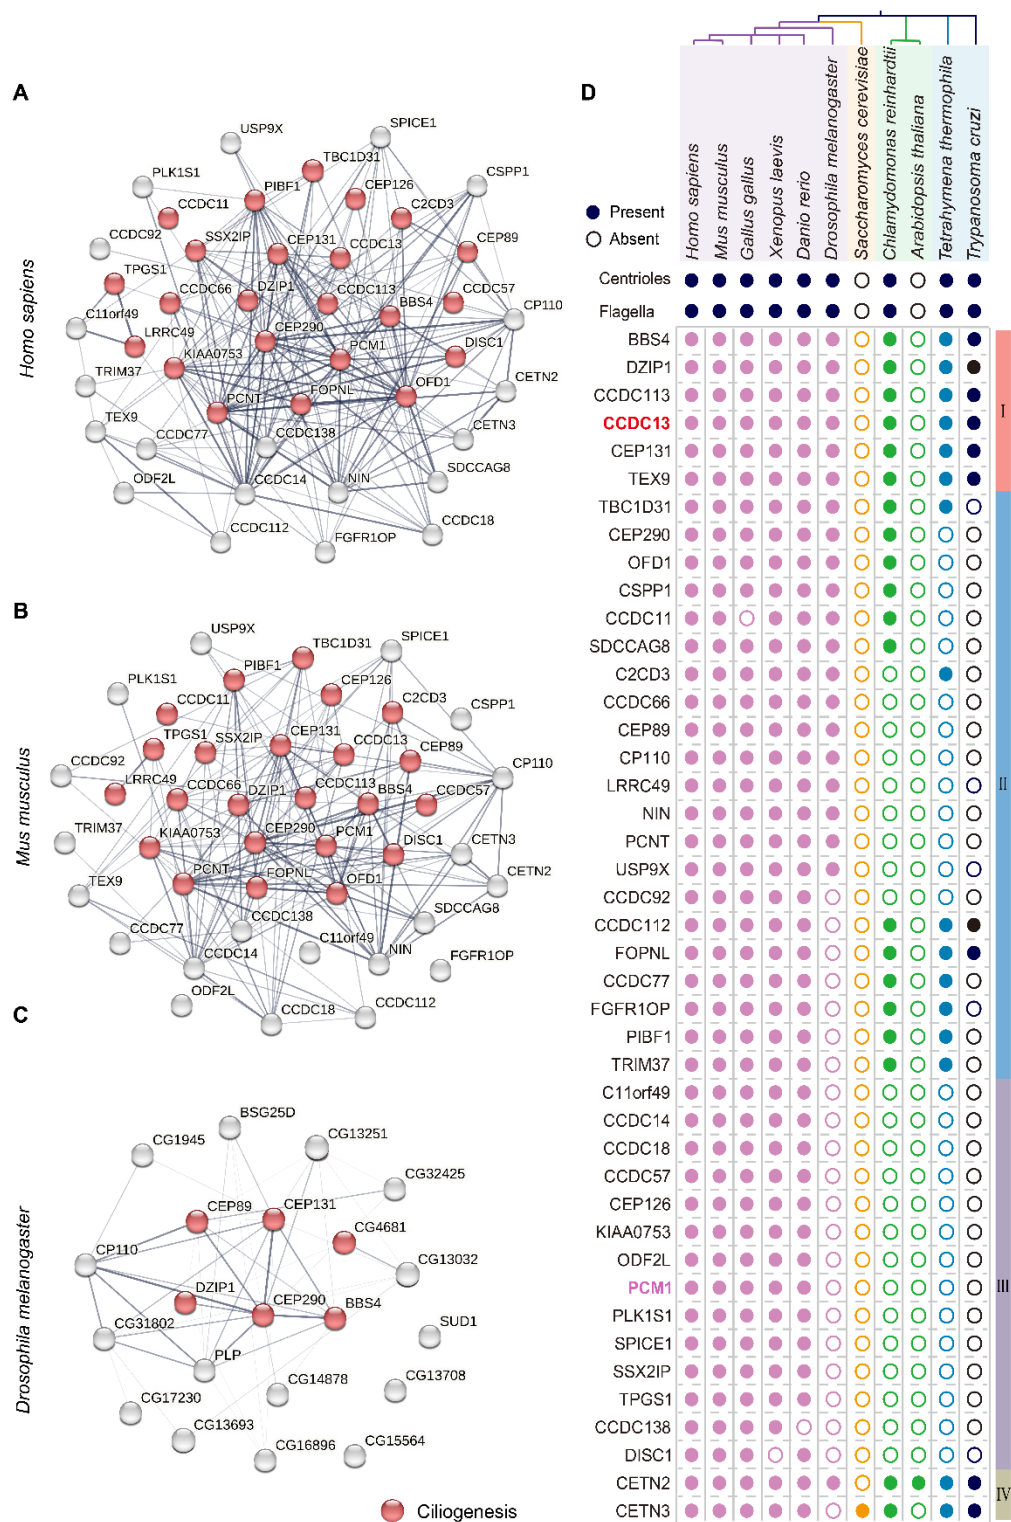 A
Homo sapiens
USP9X
SPICE1
TBC1D31
PLK1S1
PIBF1
CEP126
CSPP1
CCDC11
C2CD3
CCDC92
SSX2IP
CEP131
CCDC13
CEP89
TPGS1
CCDC66
DZIP1
CCDC113
BBS4
CCDC57
CP110
C11orf49
LRRC49
CEP290
KIAA0753
PCM1
DISC1
TRIM37
FOPNL
OFD1
CETN2
PCNT
TEX9
CCDC77
CCDC138
CETN3
ODF2L
CCDC14
NIN
SDCCAG8
CCDC112
FGFR1OP
CCDC18
B
Mus musculus
USP9X
TBC1D31
SPICE1
PIBF1
PLK1S1
CEP126
CCDC11
C2CD3
CSPP1
TPGS1
SSX2IP
CEP131
CCDC13
CEP89
CCDC92
CP110
LRRC49
CCDC66
DZIP1
CCDC113
BBS4
CCDC57
TRIM37
KIAA0753
CEP290
PCM1
DISC1
CETN3
PCNT
FOPNL
OFD1
CETN2
TEX9
CCDC138
SDCCAG8
CCDC77
C11orf49
CCDC14
NIN
FGFR1OP
ODF2L
CCDC18
CCDC112
C
Drosophila melanogaster
BSG25D
CG1945
CG13251
CG32425
CEP89
CEP131
CG4681
CP110
CG13032
DZIP1
CEP290
BBS4
CG31802
PLP
SUD1
CG14878
CG13708
CG17230
CG13693
CG16896
CG15564
Ciliogenesis
D
Present
Absent
Homo sapiens
Mus musculus
Gallus gallus
Xenopus laevis
Danio rerio
Drosophila melanogaster
Saccharomyces cerevisiae
Chlamydomonas reinhardtii
Arabidopsis thaliana
Tetrahymena thermophila
Trypanosoma cruzi
Centrioles
Flagella
BBS4
DZIP1
CCDC113
CCDC13
CEP131
TEX9
TBC1D31
CEP290
OFD1
CSPP1
CCDC11
SDCCAG8
C2CD3
CCDC66
CEP89
CP110
LRRC49
NIN
PCNT
USP9X
CCDC92
CCDC112
FOPNL
CCDC77
FGFR1OP
PIBF1
TRIM37
C11orf49
CCDC14
CCDC18
CCDC57
CEP126
KIAA0753
ODF2L
PCM1
PLK1S1
SPICE1
SSX2IP
TPGS1
CCDC138
DISC1
CETN2
CETN3
I
II
III
IV